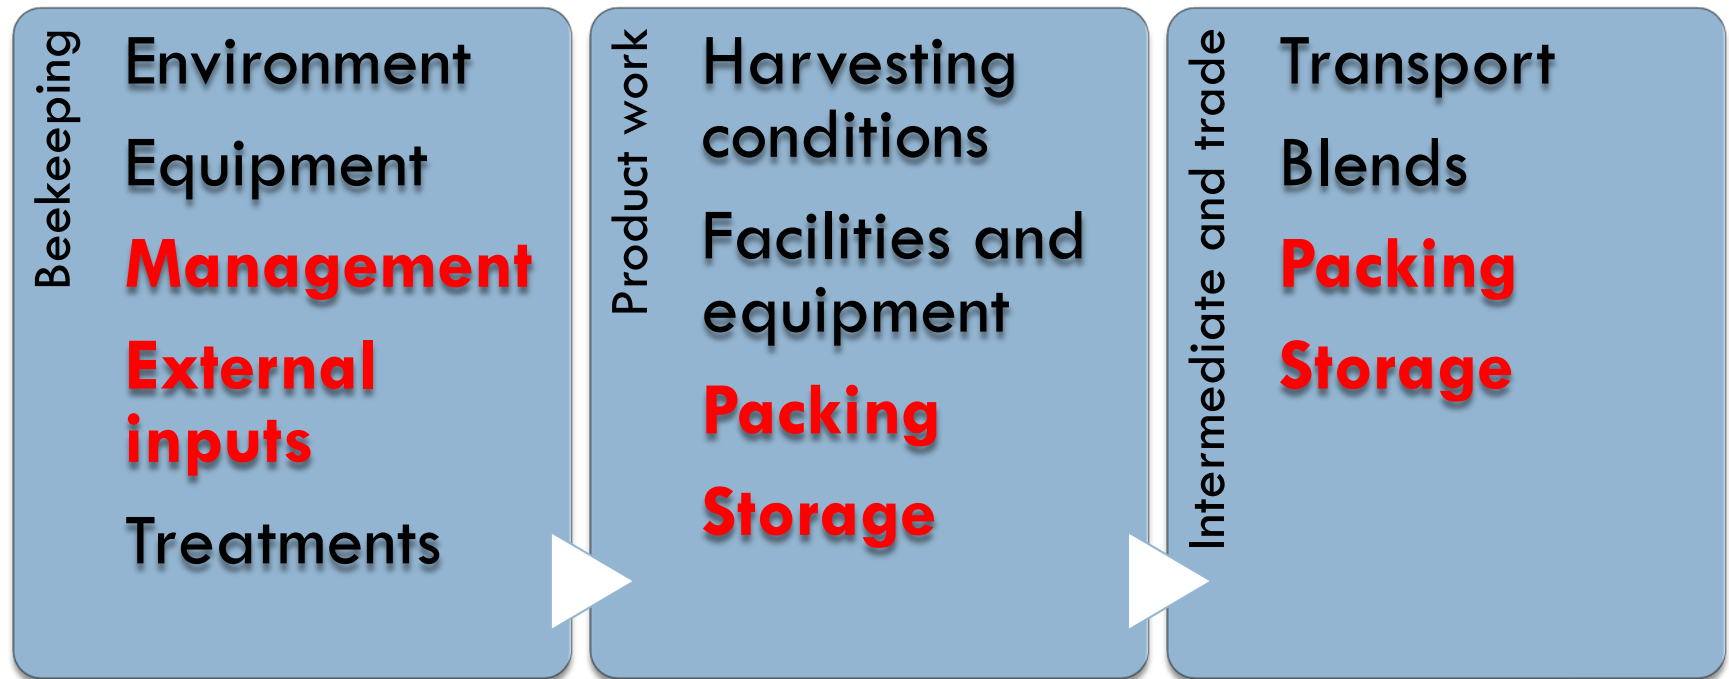 Beekeeping
Environment
Equipment
Management
External
inputs
Treatments
Product work
Harvesting
conditions
Facilities and
equipment
Packing
Storage
Intermediate and trade
Transport
Blends
Packing
Storage